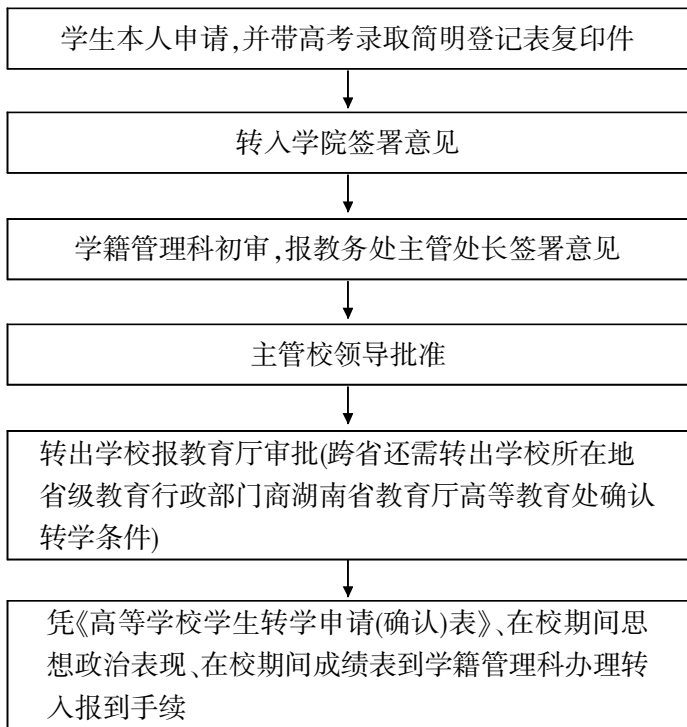 学生本人申请,并带高考录取简明登记表复印件
转入学院签署意见
学籍管理科初审,报教务处主管处长签署意见
主管校领导批准
转出学校报教育厅审批(跨省还需转出学校所在地
省级教育行政部门商湖南省教育厅高等教育处确认
转学条件)
凭《高等学校学生转学申请(确认)表》、在校期间思
想政治表现、在校期间成绩表到学籍管理科办理转
入报到手续